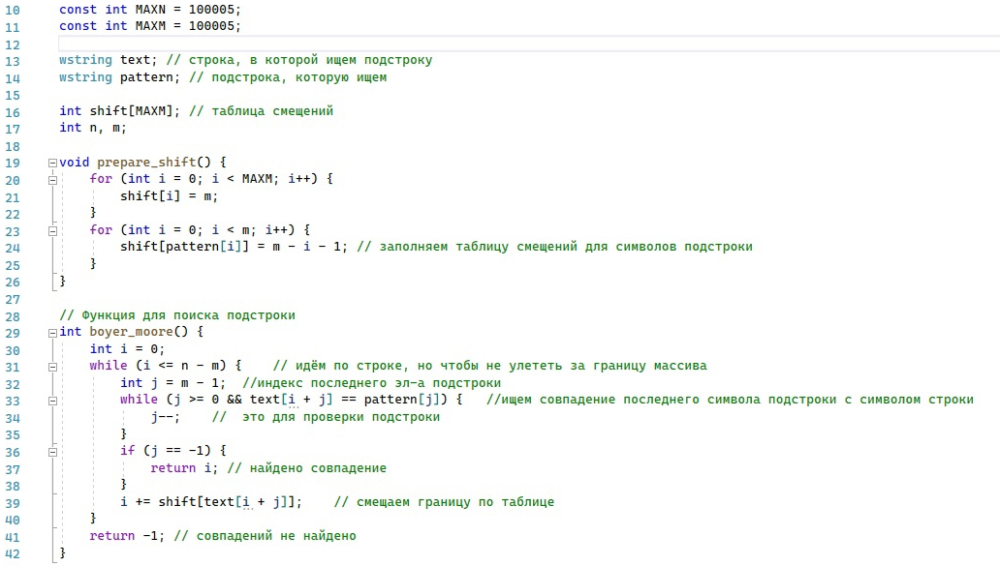 10 const int MAXN = 100005;
11 const int MAXM = 100005;
12
13 wstring text; // строка, в которой ищем подстроку
14 wstring pattern; // подстрока, которую ищем
15
16 int shift[MAXM]; // таблица смещений
17 int n, m;
18
19 void prepare_shift() {
20     for (int i = 0; i < MAXM; i++) {
21         shift[i] = m;
22     }
23     for (int i = 0; i < m; i++) {
24         shift[pattern[i]] = m - i - 1; // заполняем таблицу смещений для символов подстроки
25     }
26 }
27
28 // Функция для поиска подстроки
29 int boyer_moore() {
30     int i = 0;
31     while (i <= n - m) {    // идём по строке, но чтобы не улететь за границу массива
32         int j = m - 1;  //индекс последнего эл-а подстроки
33         while (j >= 0 && text[i + j] == pattern[j]) {   //ищем совпадение последнего символа подстроки с символом строки
34             j--;    //  это для проверки подстроки
35         }
36         if (j == -1) {
37             return i; // найдено совпадение
38         }
39         i += shift[text[i + j]];    // смещаем границу по таблице
40     }
41     return -1; // совпадений не найдено
42 }